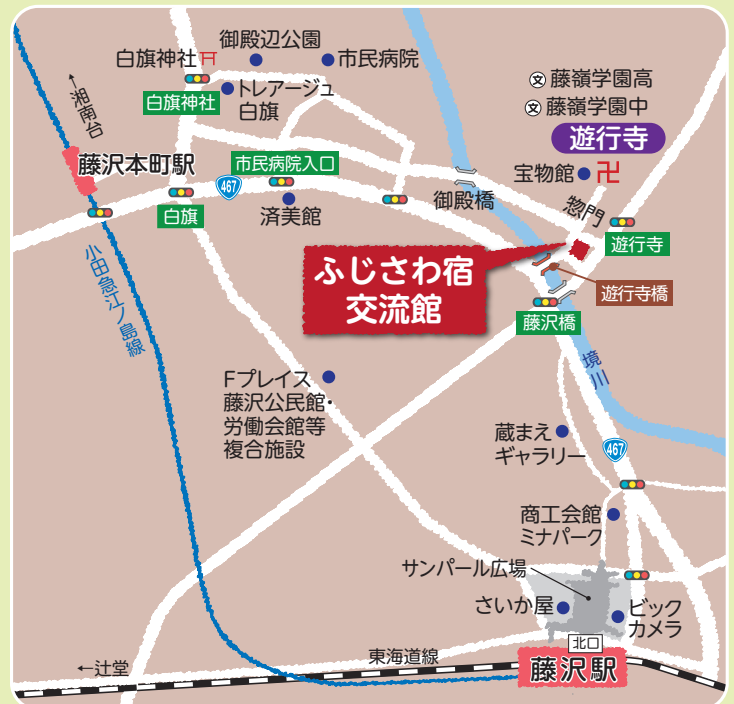 御殿辺公園
白旗神社
市民病院
←湘南台
文 藤嶺学園高
トレアージュ
白旗
白旗神社
文 藤嶺学園中
遊行寺
藤沢本町駅
市民病院入口
宝物館
卍
467
白旗
済美館
御殿橋
惣門
遊行寺
ふじさわ宿
交流館
遊行寺橋
藤沢橋
小田急江ノ島線
境川
Fプレイス
藤沢公民館・
労働会館等
複合施設
蔵まえ
ギャラリー
467
商工会館
ミナパーク
サンパール広場
さいか屋
ビック
カメラ
北口
東海道線
←辻堂
藤沢駅